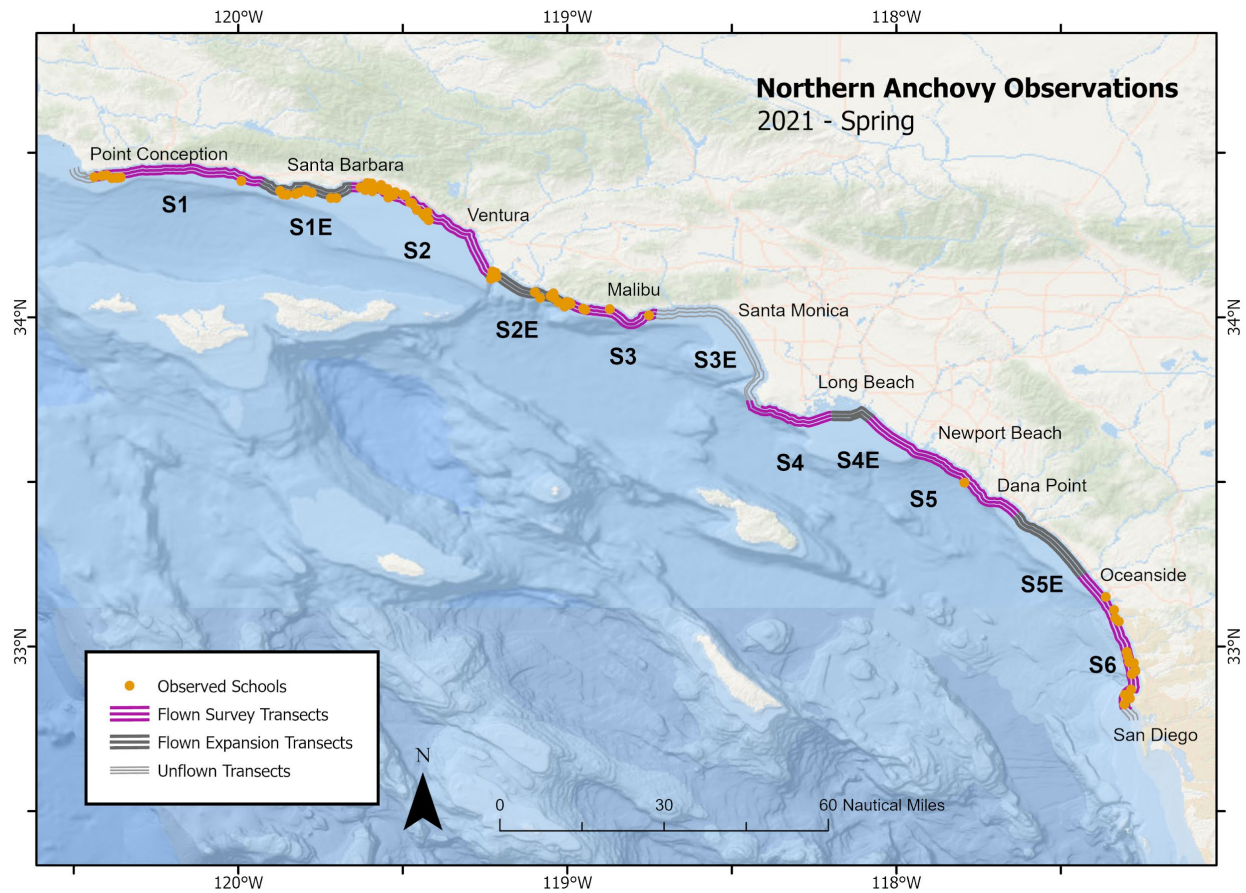 120°W
119°W
118°W
Northern Anchovy Observations
2021 - Spring
Point Conception
Santa Barbara
S1
S1E
Ventura
S2
34°N
34°N
Malibu
Santa Monica
S2E
S3
S3E
Long Beach
Newport Beach
S4
S4E
Dana Point
S5
Oceanside
S5E
33°N
33°N
S6
San Diego
Observed Schools
Flown Survey Transects
Flown Expansion Transects
Unflown Transects
N
0
30
60 Nautical Miles
120°W
119°W
118°W